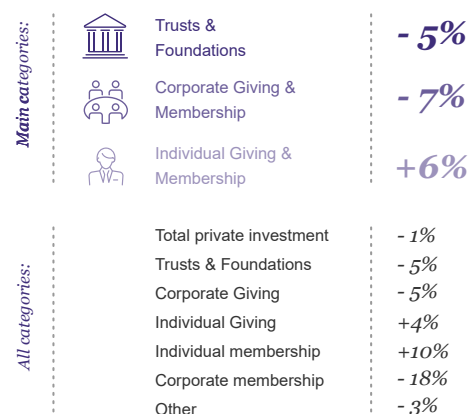 Main categories:
Trusts &
Foundations
- 5%
Corporate Giving &
Membership
- 7%
Individual Giving &
Membership
+6%
All categories:
Total private investment - 1%
Trusts & Foundations - 5%
Corporate Giving - 5%
Individual Giving +4%
Individual membership +10%
Corporate membership - 18%
Other - 3%